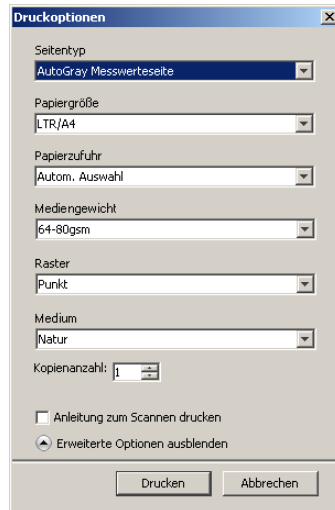 Druckoptionen
Seitentyp
AutoGray Messwerteseite
Papiergröße
LTR/A4
Papierzufuhr
Autom. Auswahl
Mediengewicht
64-80gsm
Raster
Punkt
Medium
Natur
Kopienanzahl: 1
Anleitung zum Scannen drucken
Erweiterte Optionen ausblenden
Drucken Abbrechen